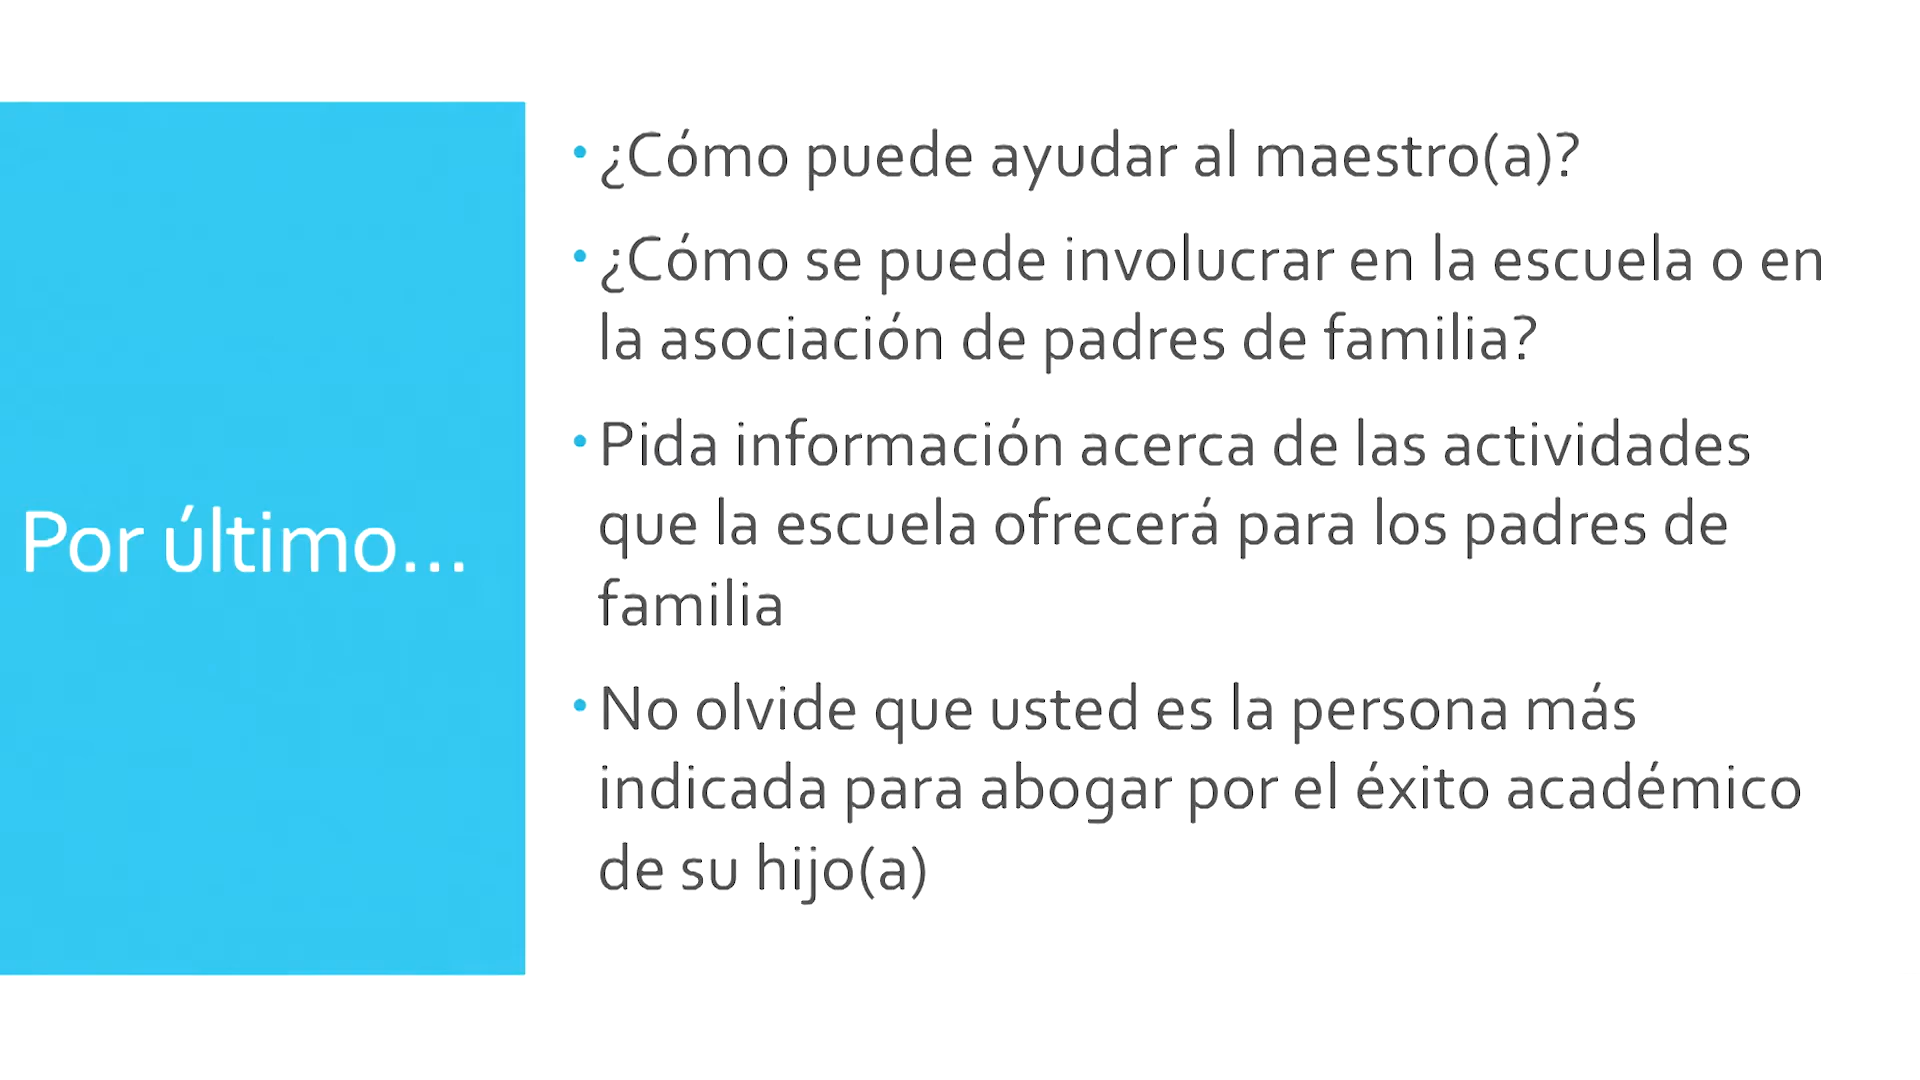 Por último...
• ¿Cómo puede ayudar al maestro(a)?
• ¿Cómo se puede involucrar en la escuela o en
la asociación de padres de familia?
• Pida información acerca de las actividades
que la escuela ofrecerá para los padres de
familia
• No olvide que usted es la persona más
indicada para abogar por el éxito académico
de su hijo(a)